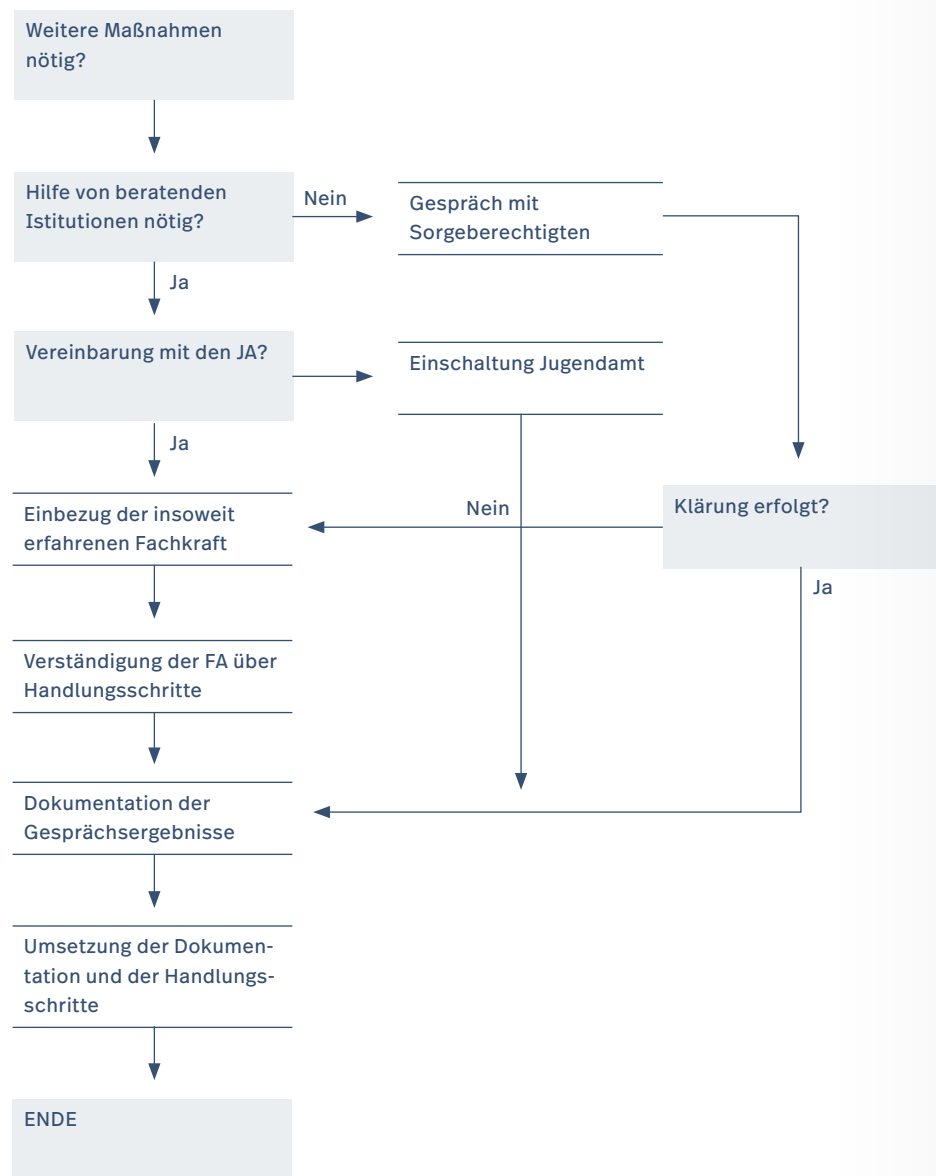 Weitere Maßnahmen
nötig?
Hilfe von beratenden
Istitutionen nötig?
Nein
Gespräch mit
Sorgeberechtigten
Ja
Vereinbarung mit den JA?
Einschaltung Jugendamt
Ja
Einbezug der insoweit
erfahrenen Fachkraft
Nein
Klärung erfolgt?
Ja
Verständigung der FA über
Handlungsschritte
Dokumentation der
Gesprächsergebnisse
Umsetzung der Dokumen-
tation und der Handlungs-
schritte
ENDE